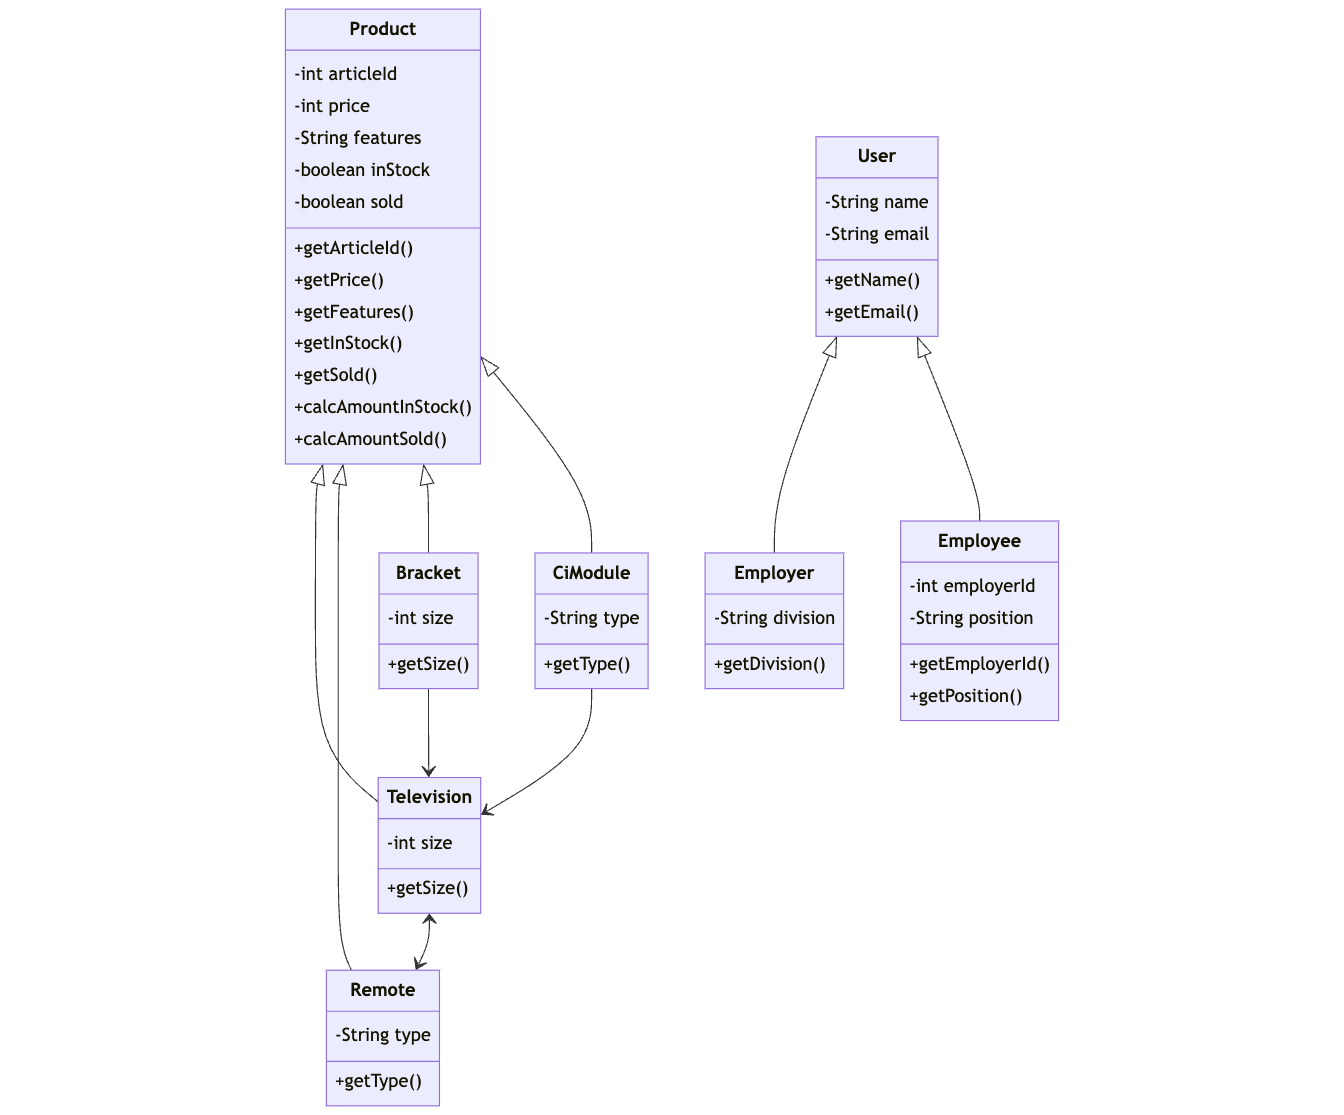 Product
-int articleId
-int price
-String features
-boolean inStock
-boolean sold
+getArticleId()
+getPrice()
+getFeatures()
+getInStock()
+getSold()
+calcAmountInStock()
+calcAmountSold()
User
-String name
-String email
+getName()
+getEmail()
Bracket
-int size
+getSize()
CiModule
-String type
+getType()
Employer
-String division
+getDivision()
Employee
-int employerId
-String position
+getEmployerId()
+getPosition()
Television
-int size
+getSize()
Remote
-String type
+getType()